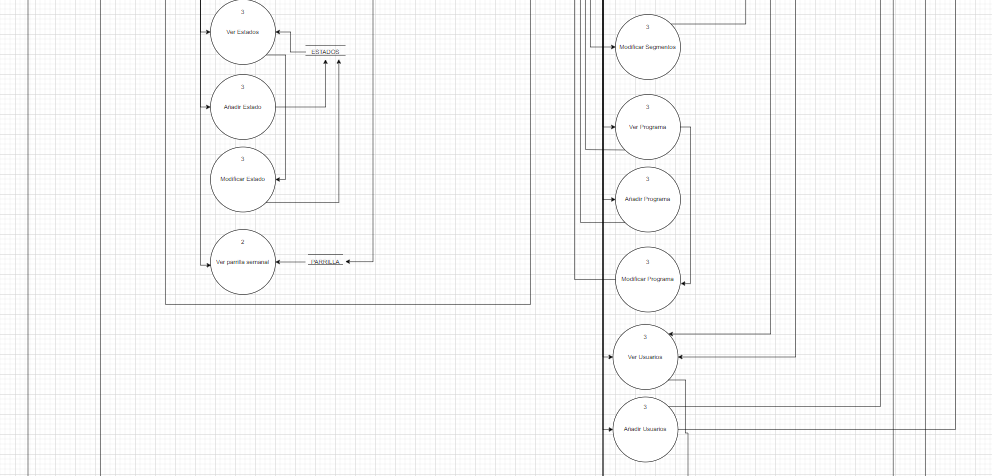 3
Ver Estados
ESTADOS
3
Añadir Estado
3
Modificar Estado
2
Ver parrilla semanal
PARRILLA
3
Modificar Segmentos
3
Ver Programa
3
Añadir Programa
3
Modificar Programa
3
Ver Usuarios
3
Añadir Usuarios